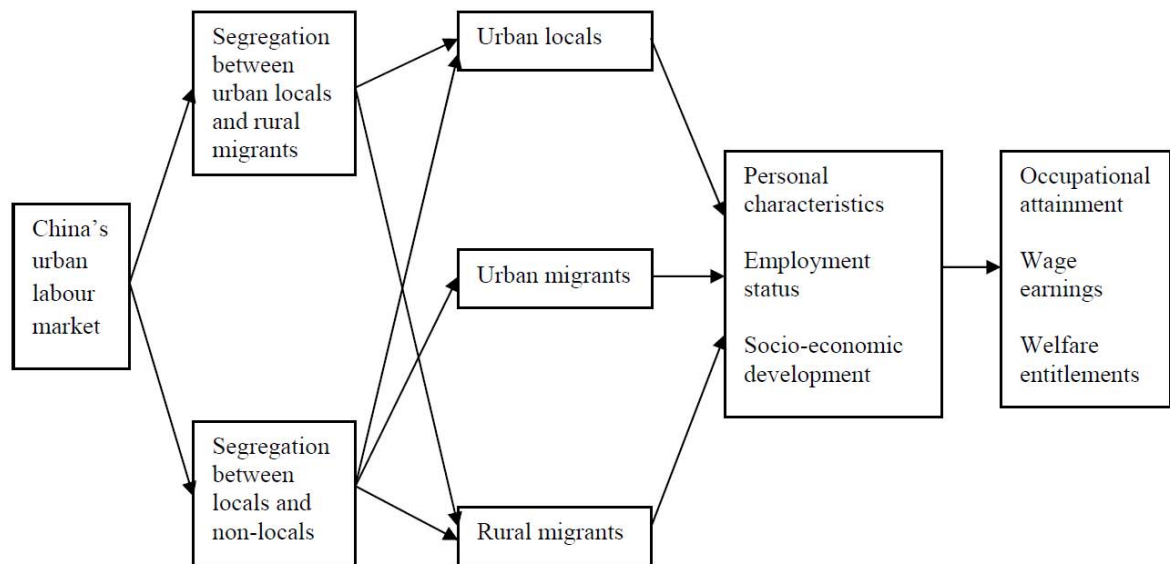 China’s
urban
labour
market
Segregation
between
urban locals
and rural
migrants
Segregation
between
locals and
non-locals
Urban locals
Urban migrants
Rural migrants
Personal
characteristics
Employment
status
Socio-economic
development
Occupational
attainment
Wage
earnings
Welfare
entitlements